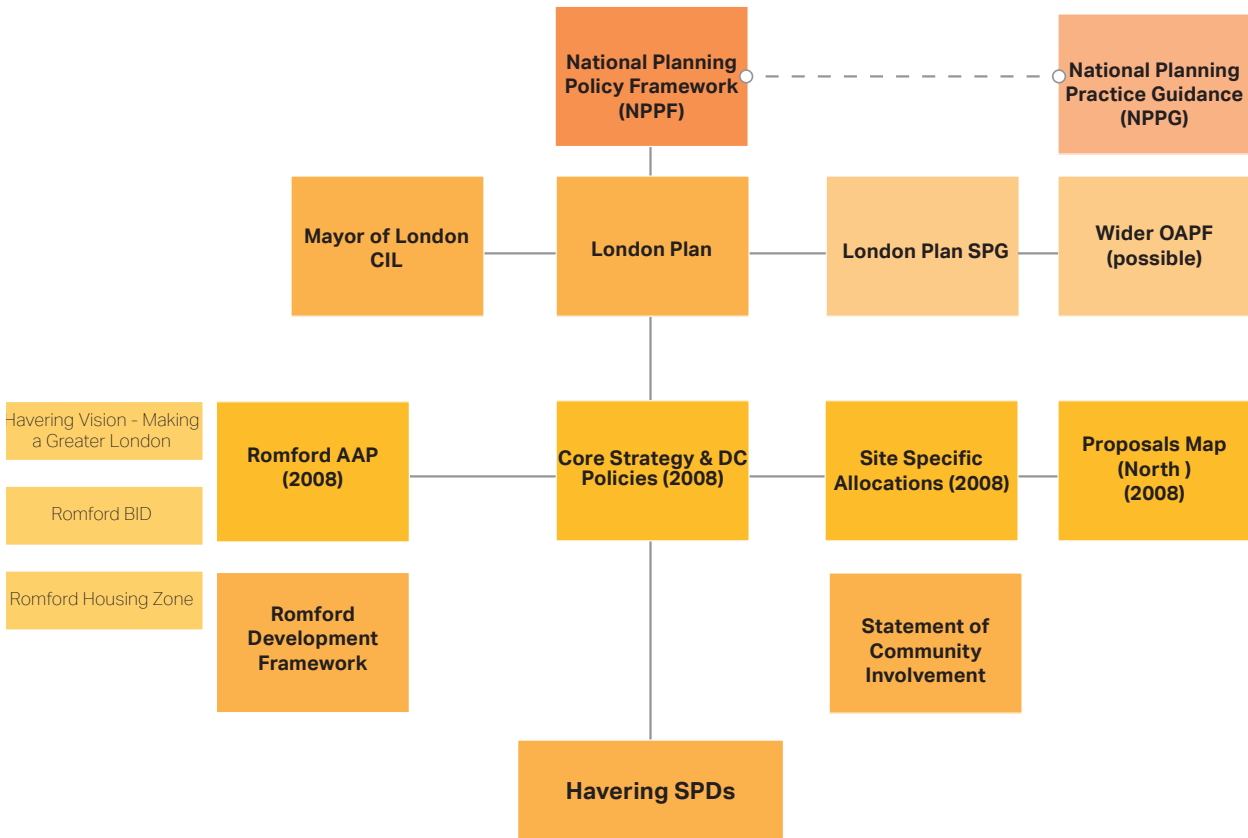 National Planning
Policy Framework
(NPPF)
National Planning
Practice Guidance
(NPPG)
Mayor of London
CIL
London Plan
London Plan SPG
Wider OAPF
(possible)
Havering Vision - Making
a Greater London
Romford BID
Romford Housing Zone
Romford AAP
(2008)
Core Strategy & DC
Policies (2008)
Site Specific
Allocations (2008)
Proposals Map
(North )
(2008)
Romford
Development
Framework
Statement of
Community
Involvement
Havering SPDs